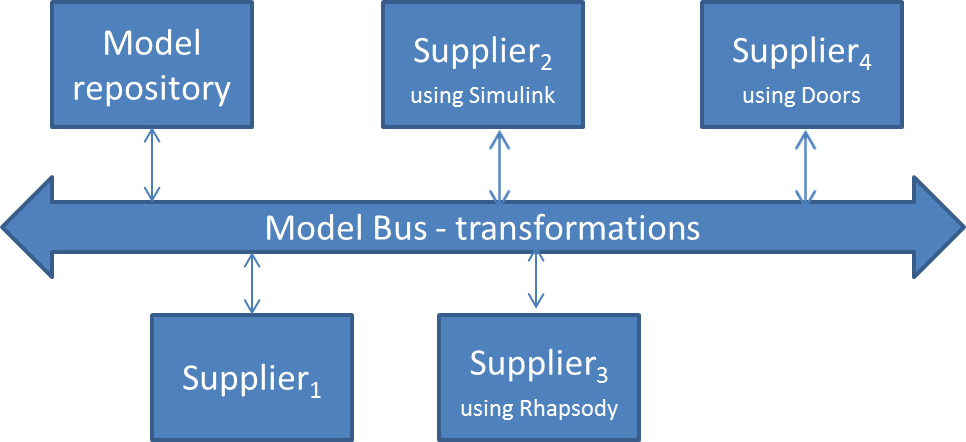 Model
repository
Supplier₂
using Simulink
Supplier₄
using Doors
Model Bus - transformations
Supplier₁
Supplier₃
using Rhapsody